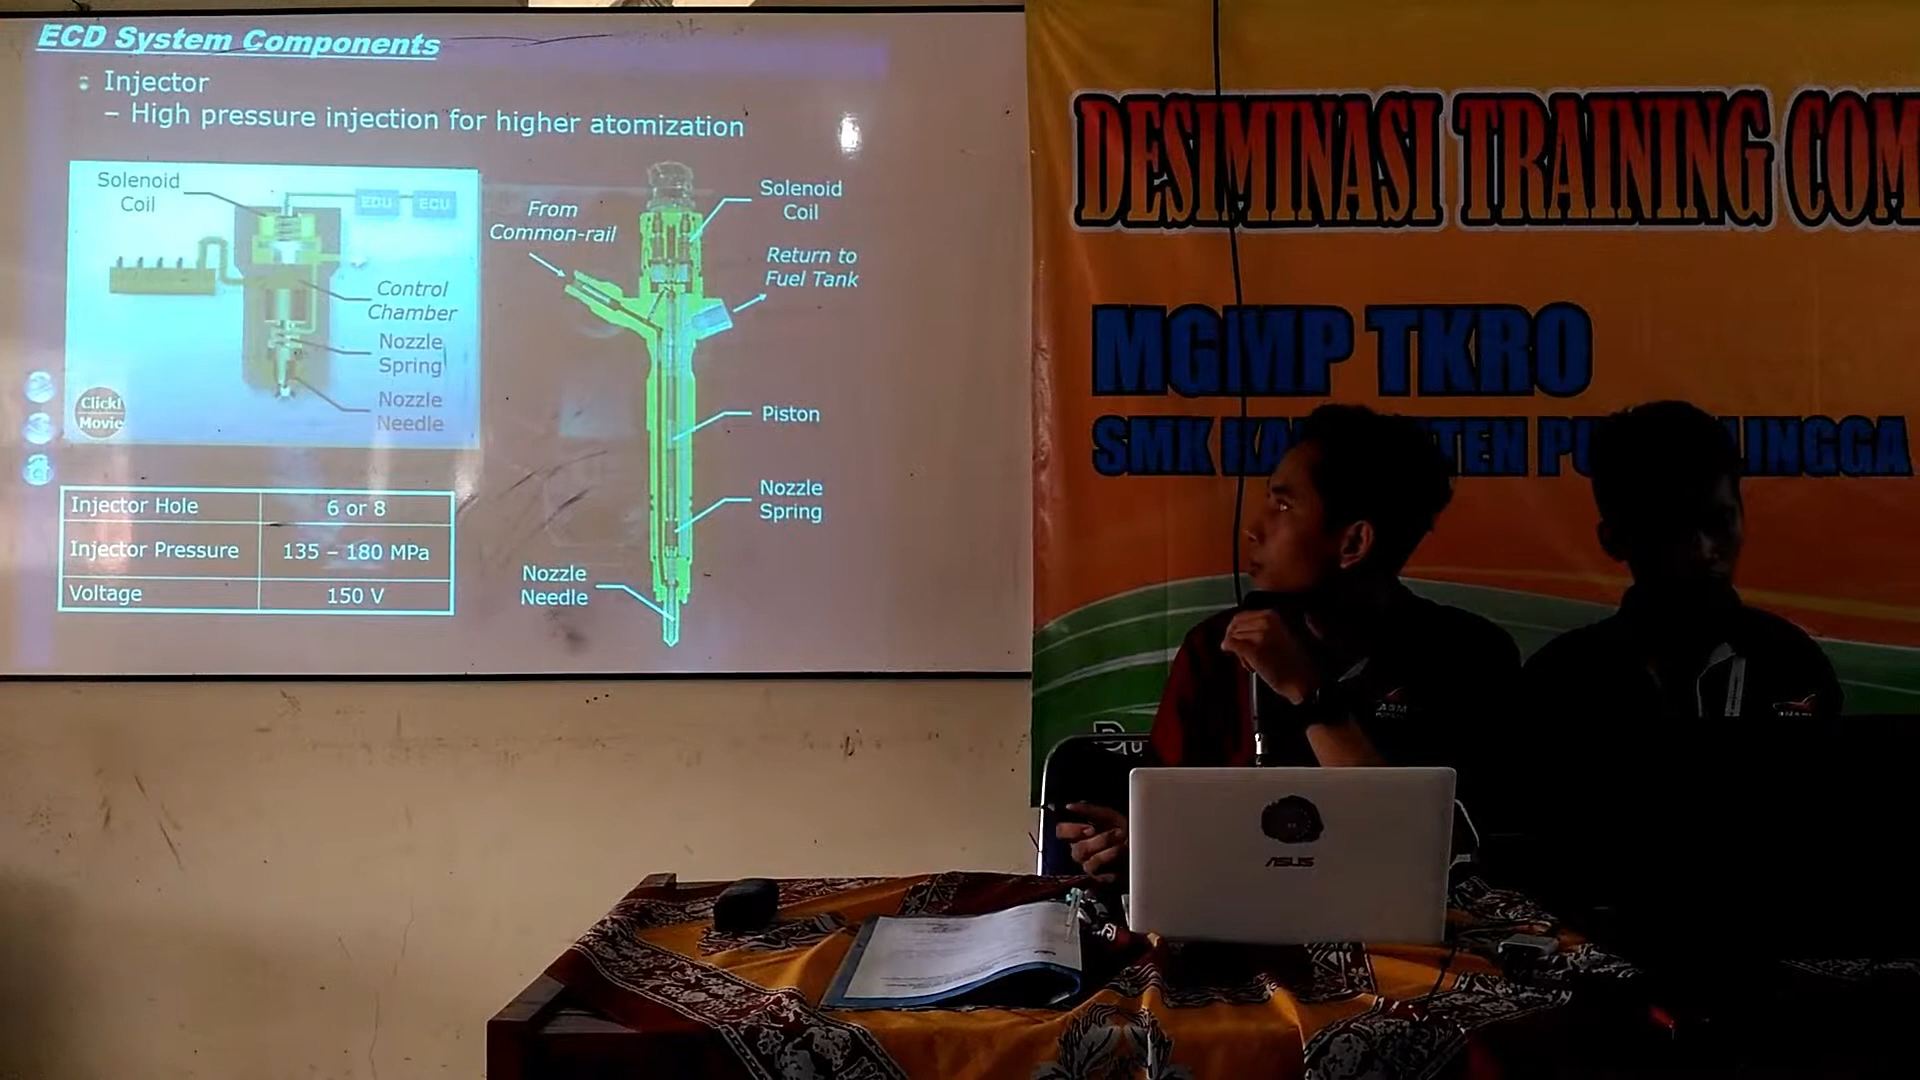 ECD System Components
Injector
– High pressure injection for higher atomization
Solenoid
Coil
EDU
ECU
Control
Chamber
Nozzle
Spring
Nozzle
Needle
Click!
Movie
From
Common-rail
Solenoid
Coil
Return to
Fuel Tank
Piston
Nozzle
Spring
Nozzle
Needle
Injector Hole 6 or 8
Injector Pressure 135 – 180 MPa
Voltage 150 V
DESIMINASI TRAINING COM
MGMP TKRO
SMK
ASUS